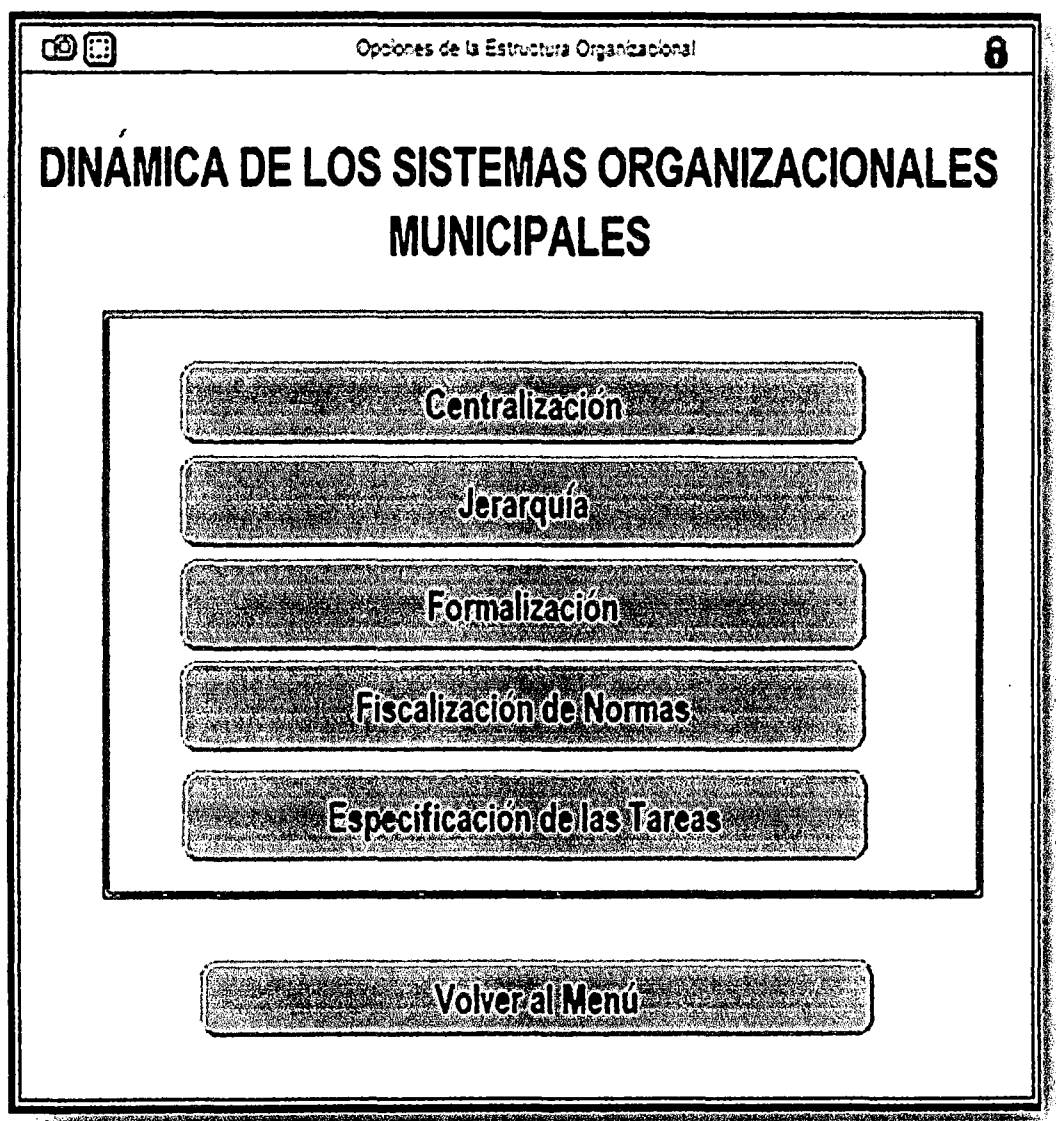 Opciones de la Estructura Organizacional
DINÁMICA DE LOS SISTEMAS ORGANIZACIONALES
MUNICIPALES
Centralización
Jerarquía
Formalización
Fiscalización de Normas
Especificación de las Tareas
Volver al Menú